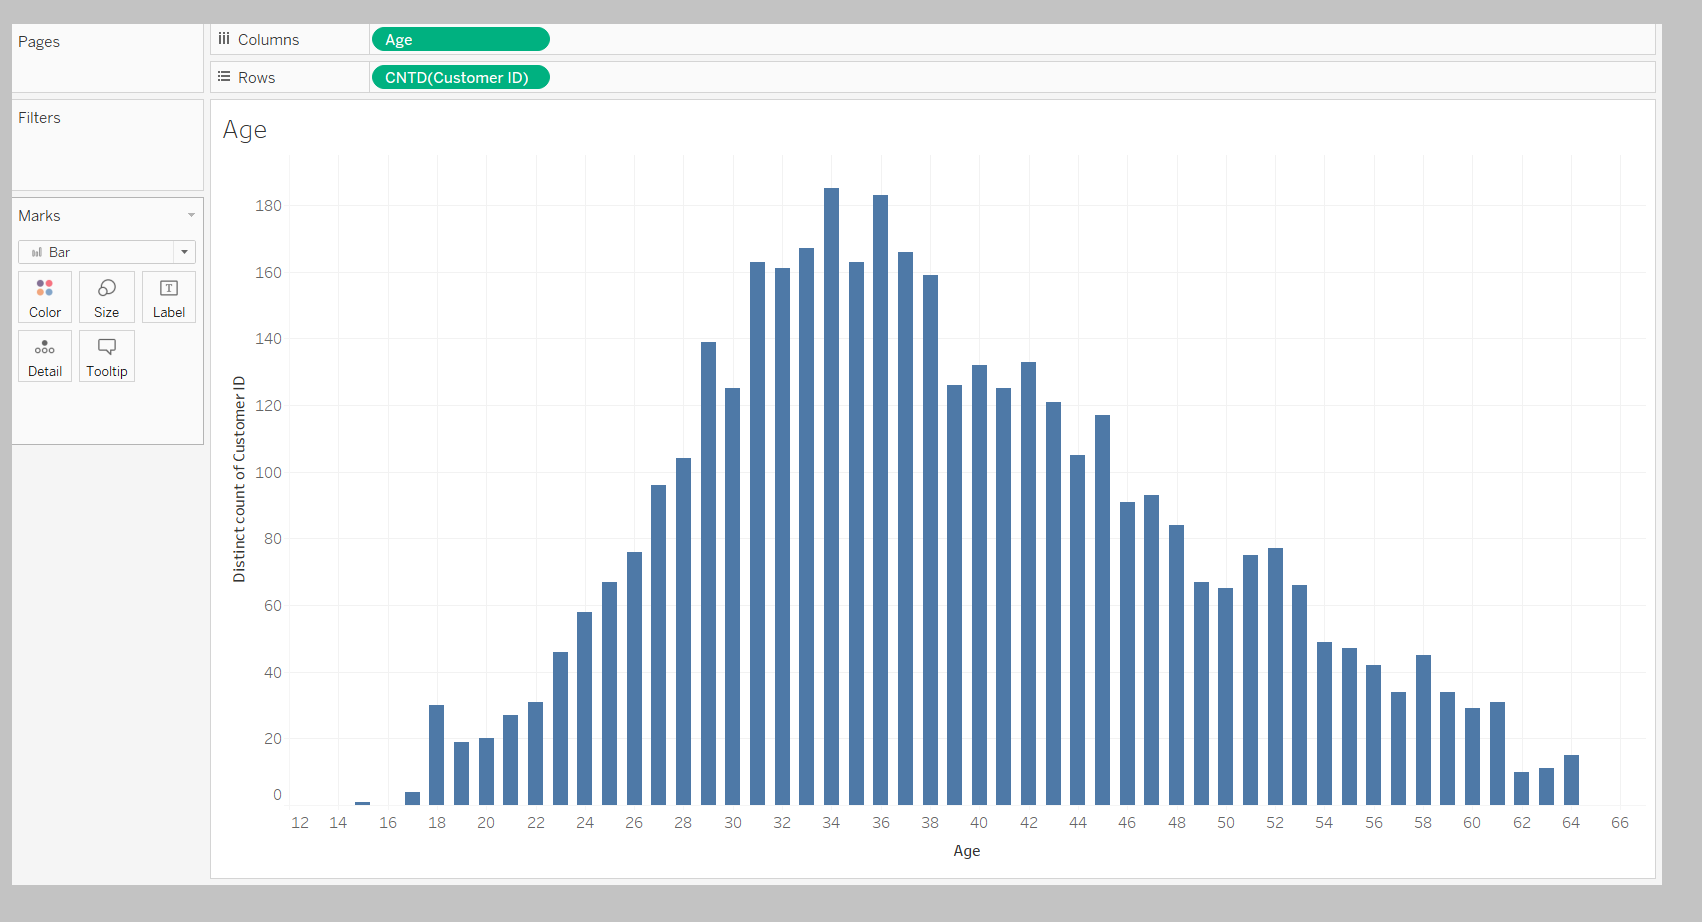 Pages
Columns
Age
Rows
CNTD(Customer ID)
Filters
Marks
Bar
Color
Size
T
Label
Detail
Tooltip
Age
180
160
140
120
100
80
60
40
20
0
Distinct count of Customer ID
12 14 16 18 20 22 24 26 28 30 32 34 36 38 40 42 44 46 48 50 52 54 56 58 60 62 64 66
Age